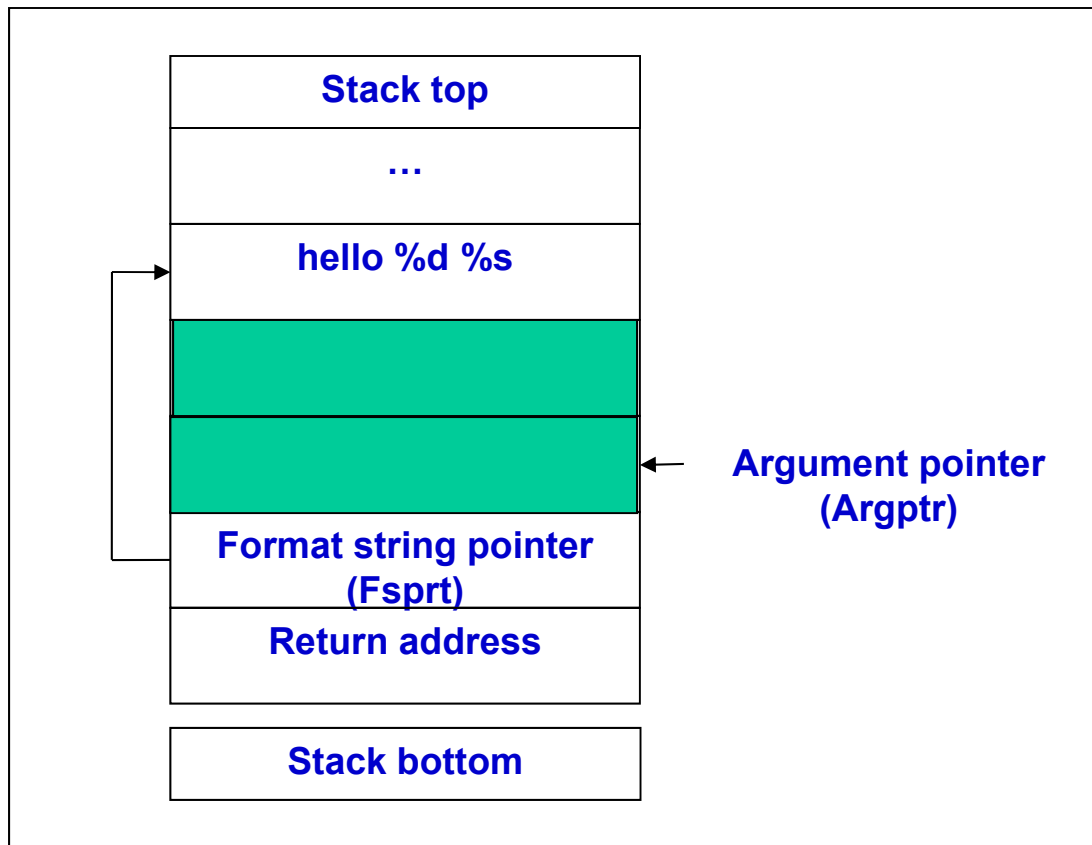 Stack top
…
hello %d %s
Argument pointer
(Argptr)
Format string pointer
(Fsprt)
Return address
Stack bottom